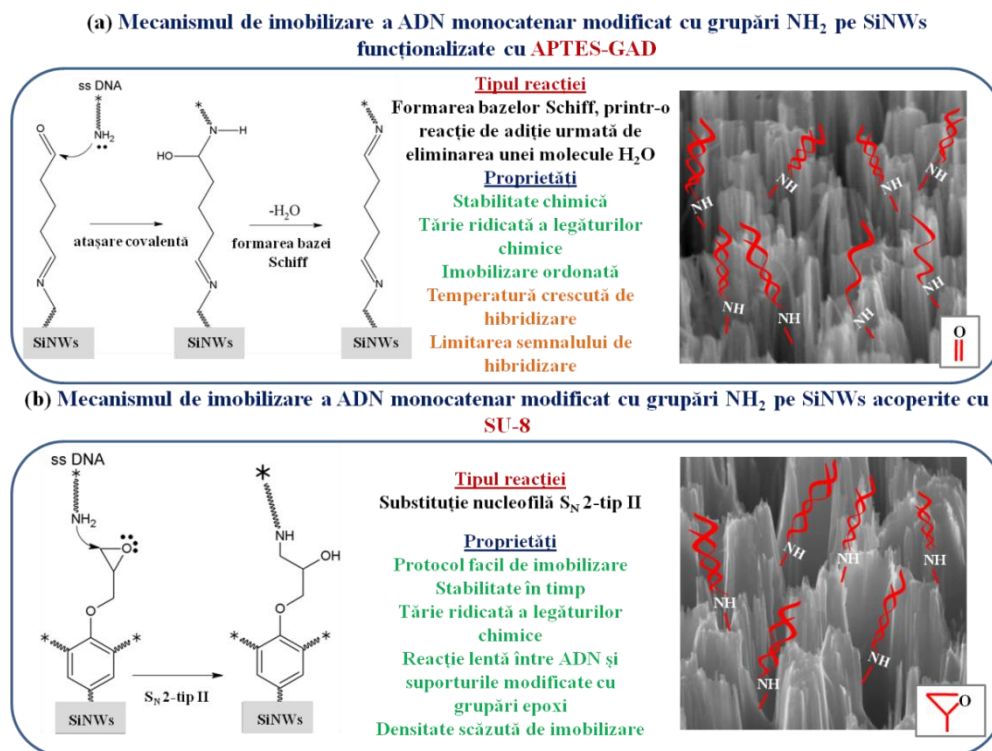 (a) Mecanismul de imobilizare a ADN monocatenar modificat cu grupări NH₂ pe SiNWs
funcționalizate cu APTES-GAD
ss DNA
*
NH₂
O
*
N
H
HO
*
N
Tipul reacției
Formarea bazelor Schiff, printr-o
reacție de adiție urmată de
eliminarea unei molecule H₂O
Proprietăți
Stabilitate chimică
Tărie ridicată a legăturilor
chimice
Imobilizare ordonată
Temperatură crescută de
hibridizare
Limitarea semnalului de
hibridizare
atașare covalentă
-H₂O
formarea bazei
Schiff
N
N
N
SiNWs
SiNWs
SiNWs
NH
NH
NH
NH
NH
NH
NH
NH
O
(b) Mecanismul de imobilizare a ADN monocatenar modificat cu grupări NH₂ pe SiNWs acoperite cu
SU-8
ss DNA
*
NH₂
O
O
*
*
SiNWs
S_N 2-tip II
*
NH
OH
O
*
*
SiNWs
Tipul reacției
Substituție nucleofilă S_N 2-tip II
Proprietăți
Protocol facil de imobilizare
Stabilitate în timp
Tărie ridicată a legăturilor
chimice
Reacție lentă între ADN și
suporturile modificate cu
grupări epoxi
Densitate scăzută de imobilizare
NH
NH
NH
NH
NH
NH
O